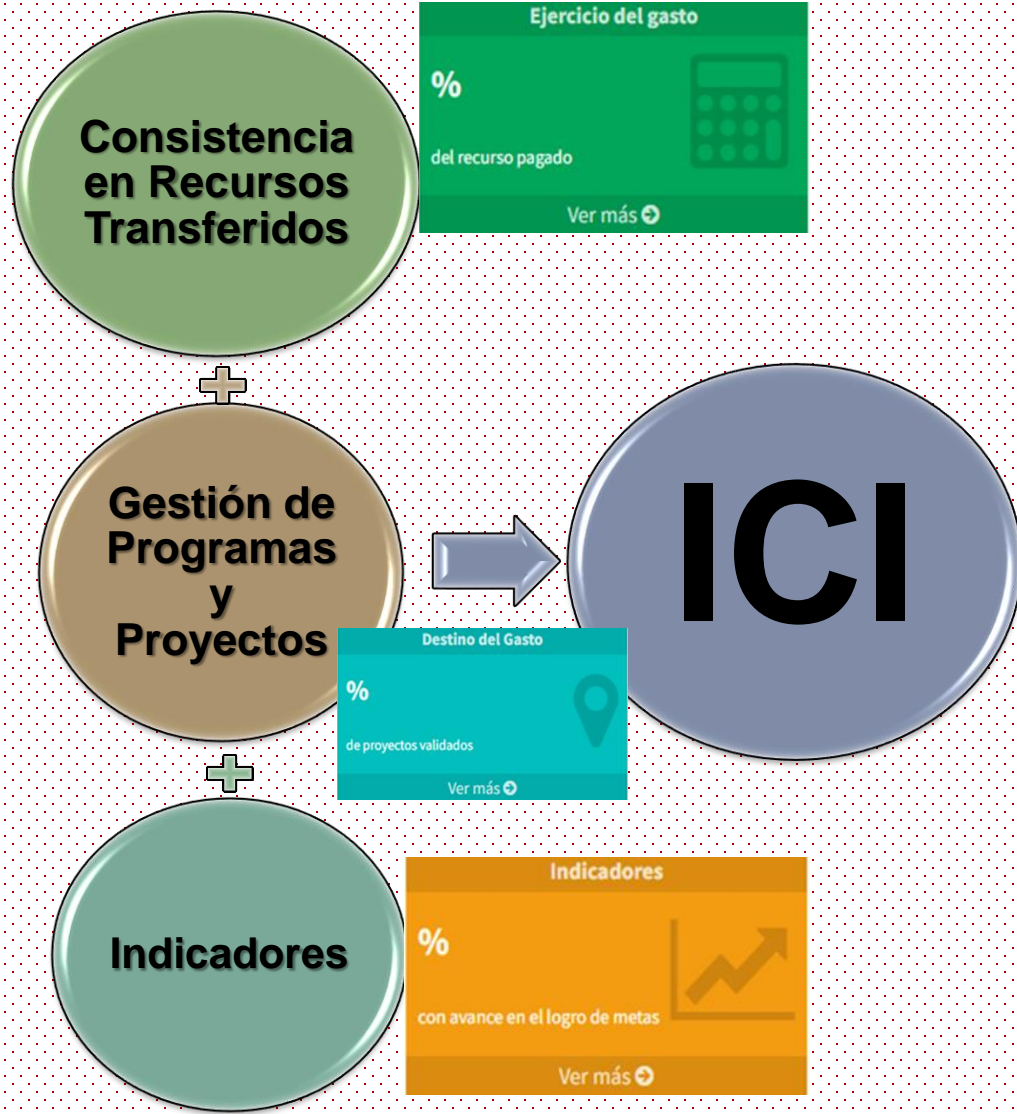 Consistencia
en Recursos
Transferidos
Ejercicio del gasto
%
del recurso pagado
Ver más
Gestión de
Programas
y
Proyectos
ICI
Destino del Gasto
%
de proyectos validados
Ver más
Indicadores
Indicadores
%
con avance en el logro de metas
Ver más